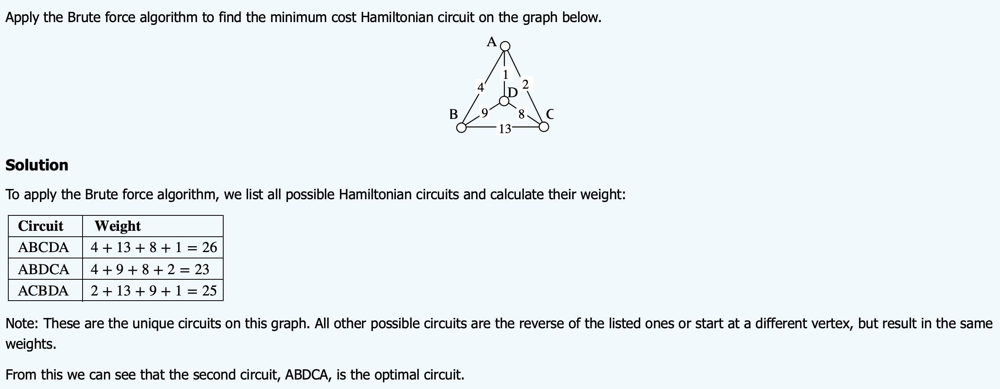 Apply the Brute force algorithm to find the minimum cost Hamiltonian circuit on the graph below.
A
1
4
2
D
B
9
8
C
13
Solution
To apply the Brute force algorithm, we list all possible Hamiltonian circuits and calculate their weight:
Circuit Weight
ABCDA 4 + 13 + 8 + 1 = 26
ABDCA 4 + 9 + 8 + 2 = 23
ACBDA 2 + 13 + 9 + 1 = 25
Note: These are the unique circuits on this graph. All other possible circuits are the reverse of the listed ones or start at a different vertex, but result in the same
weights.
From this we can see that the second circuit, ABDCA, is the optimal circuit.